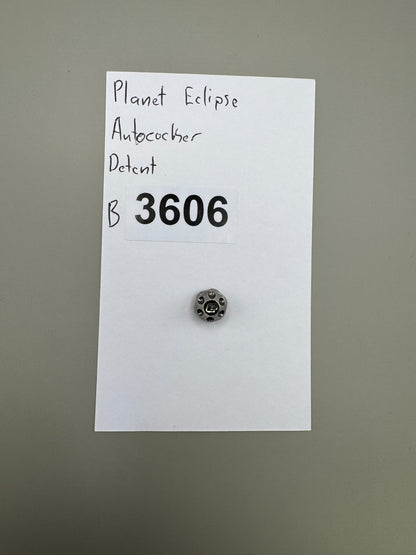 Planet Eclipse
Autococker
Detent
B 3606